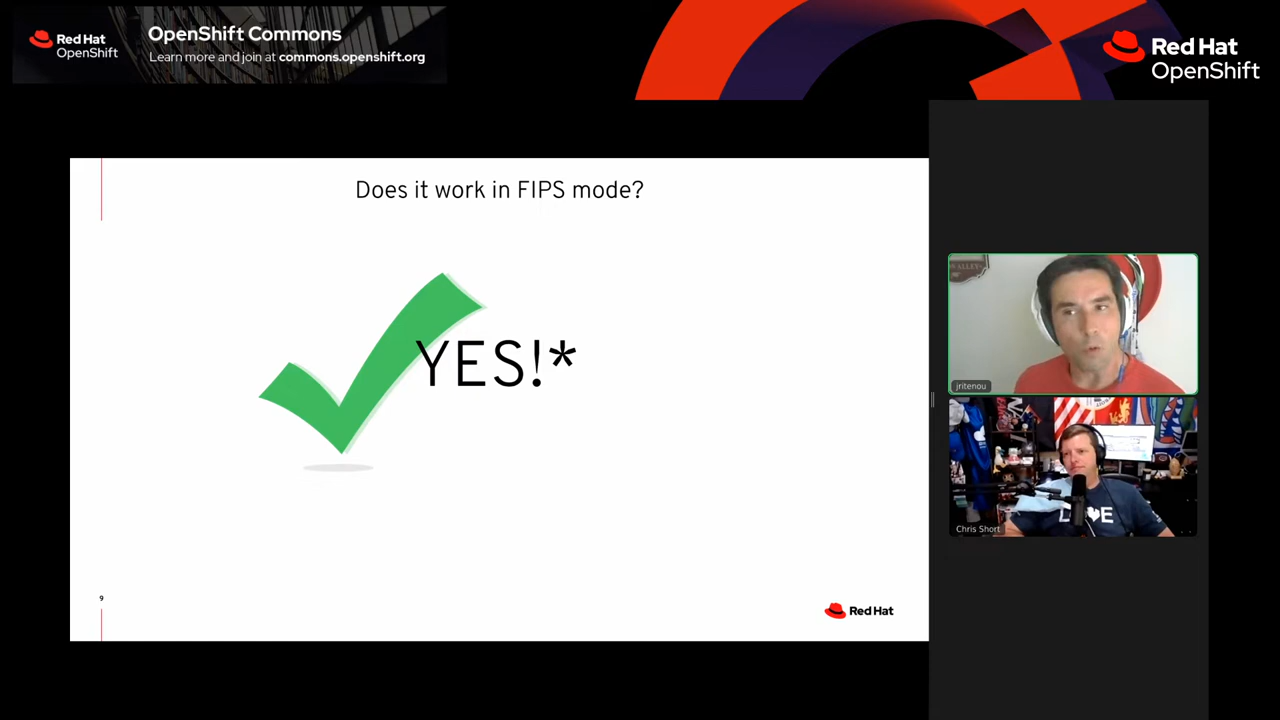 Red Hat
OpenShift
OpenShift Commons
Learn more and join at commons.openshift.org
Red Hat
OpenShift
Does it work in FIPS mode?
YES!*
9
Red Hat
ALLEY
jritenou
L E
Chris Short